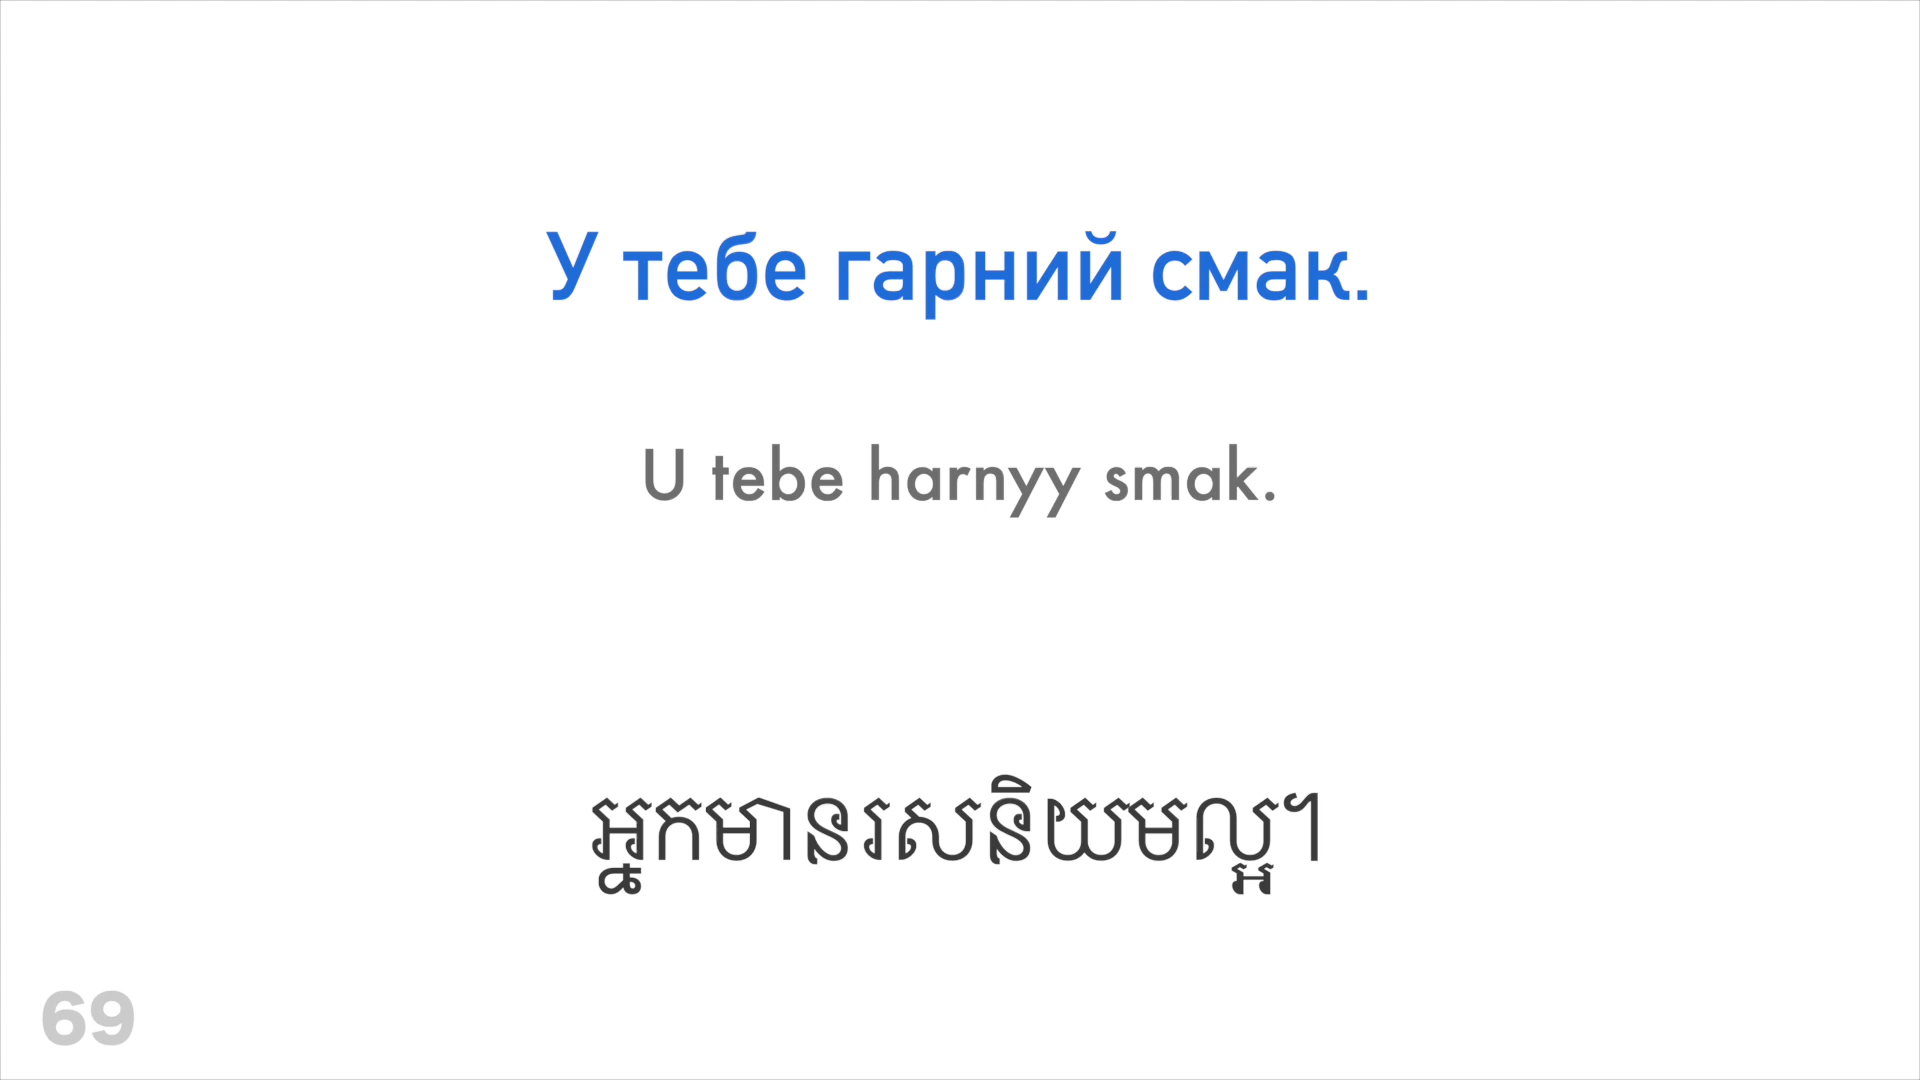 У тебе гарний смак.
U tebe harnyy smak.
អ្នកមានរសនិយមល្អ។
69